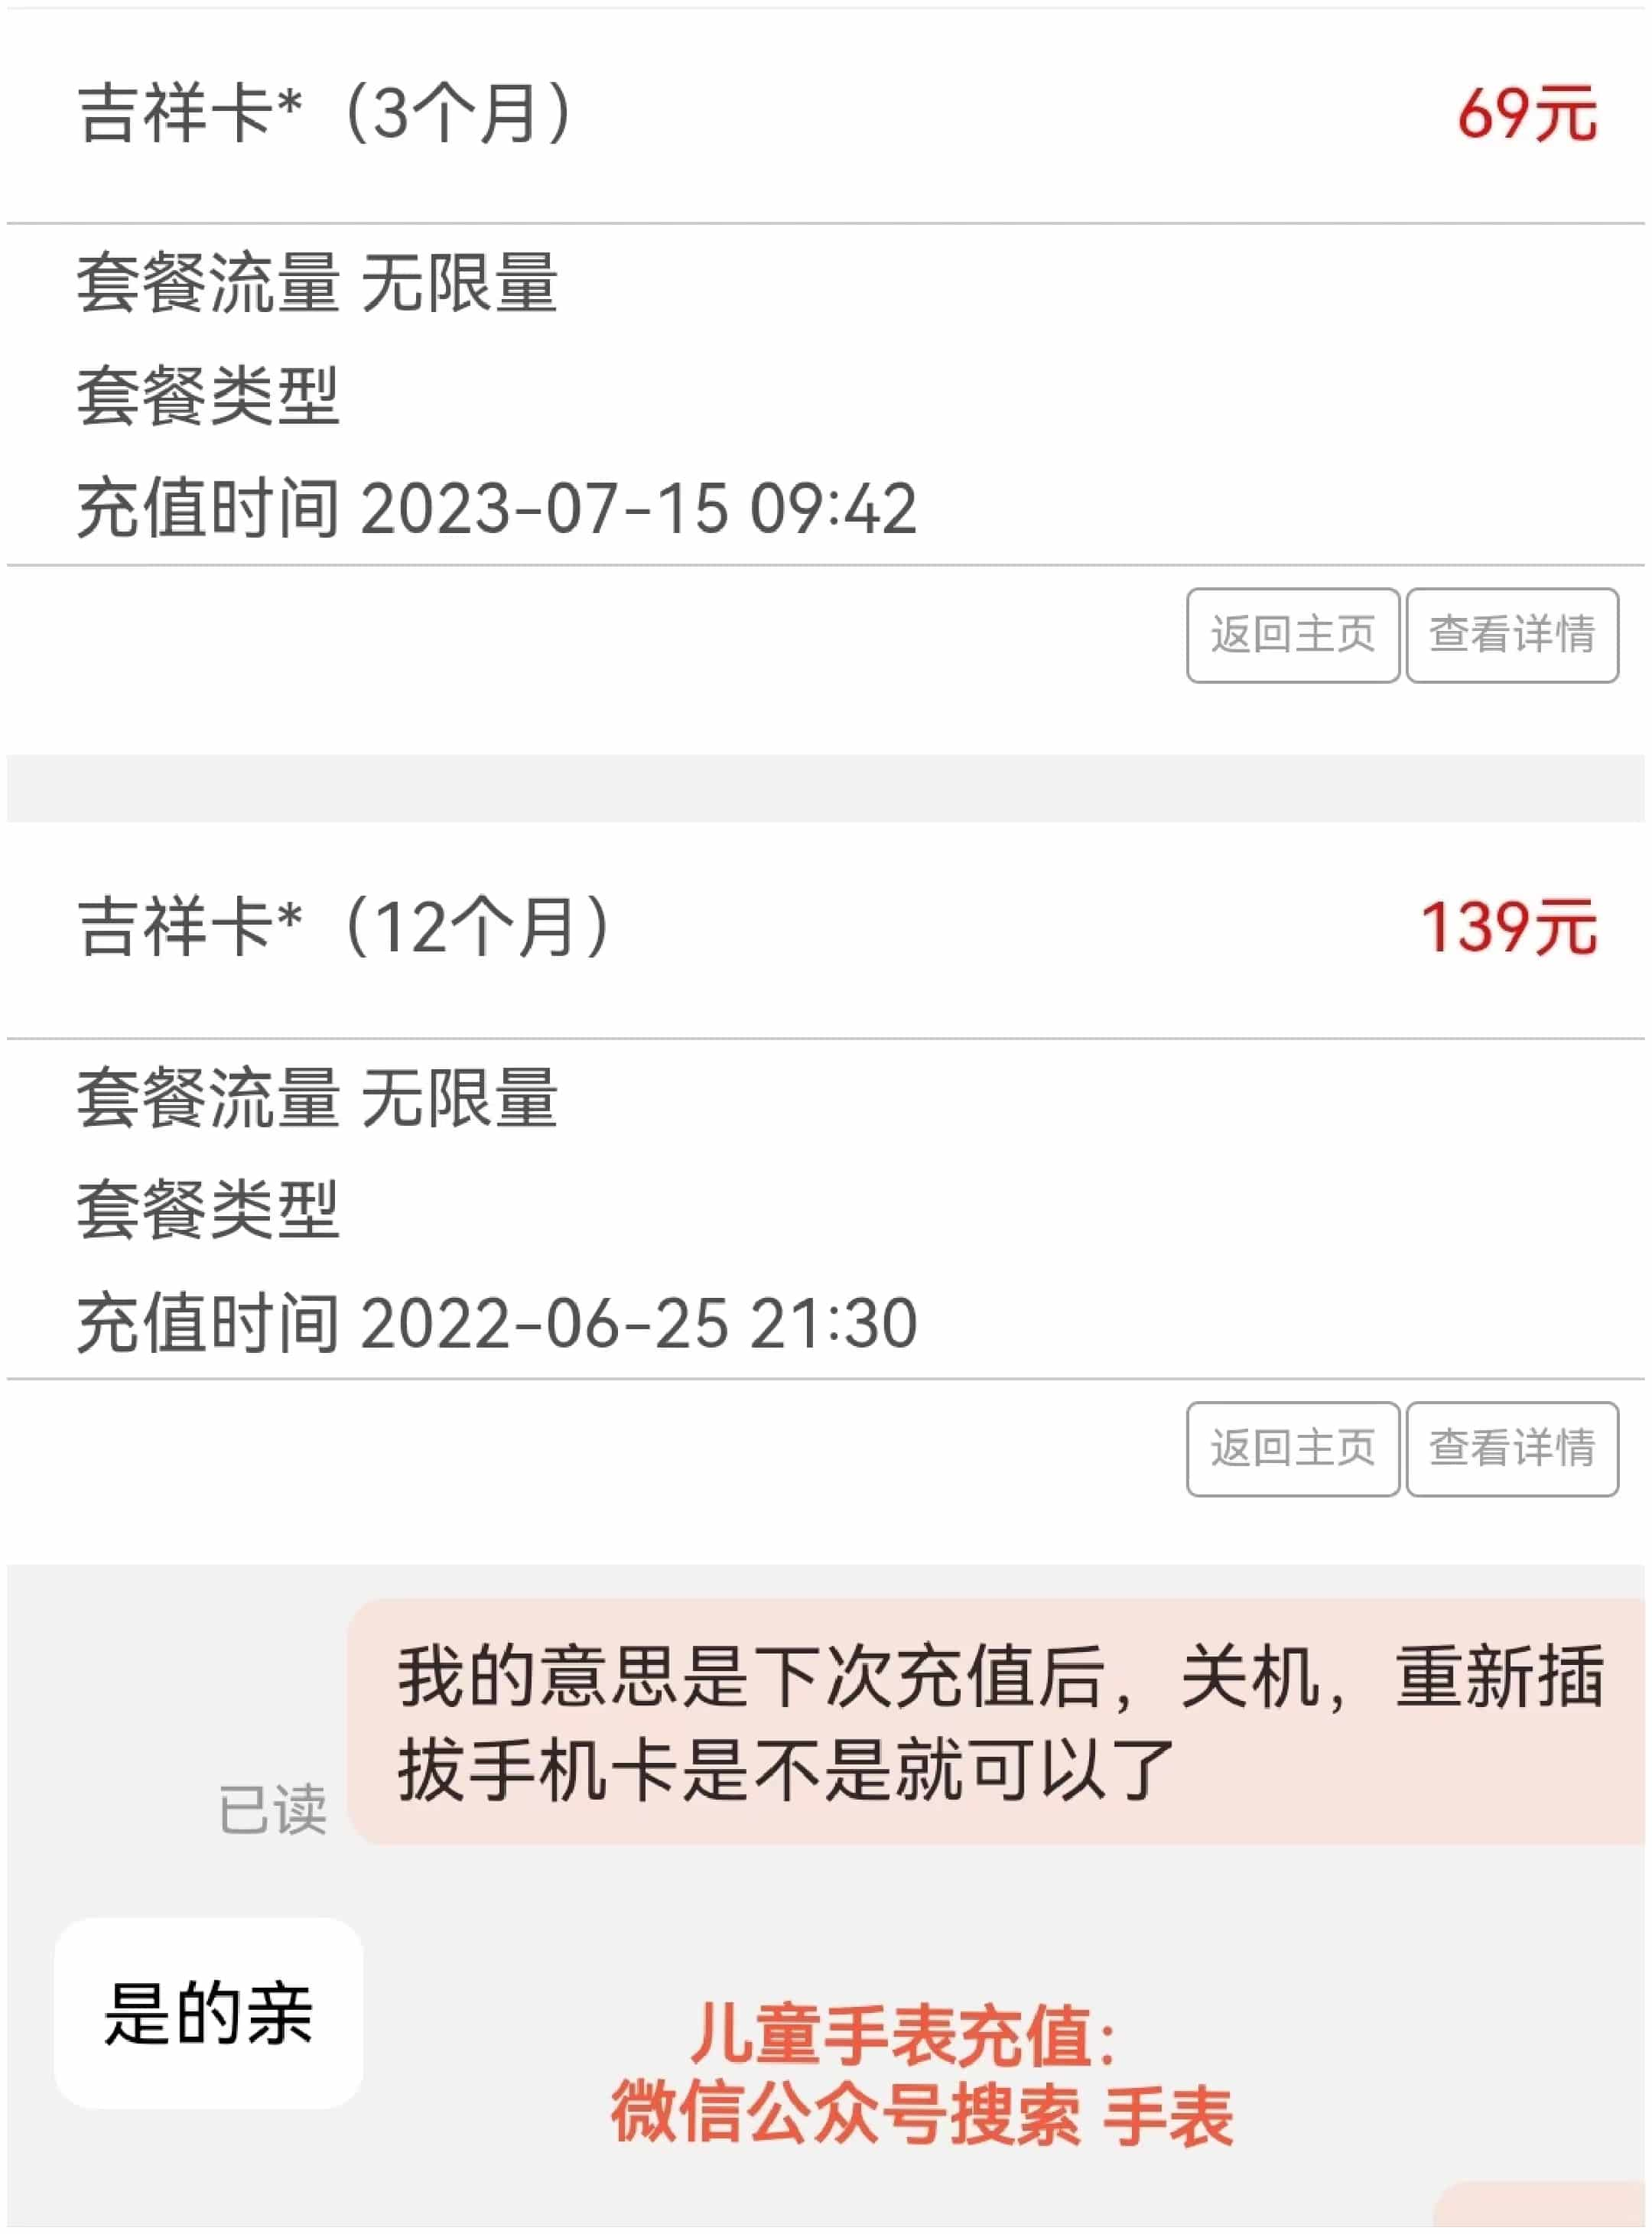 吉祥卡*（3个月）
69元
套餐流量 无限量
套餐类型
充值时间 2023-07-15 09:42
返回主页
查看详情
吉祥卡*（12个月）
139元
套餐流量 无限量
套餐类型
充值时间 2022-06-25 21:30
返回主页
查看详情
我的意思是下次充值后，关机，重新插
拔手机卡是不是就可以了
已读
是的亲
儿童手表充值：
微信公众号搜索 手表